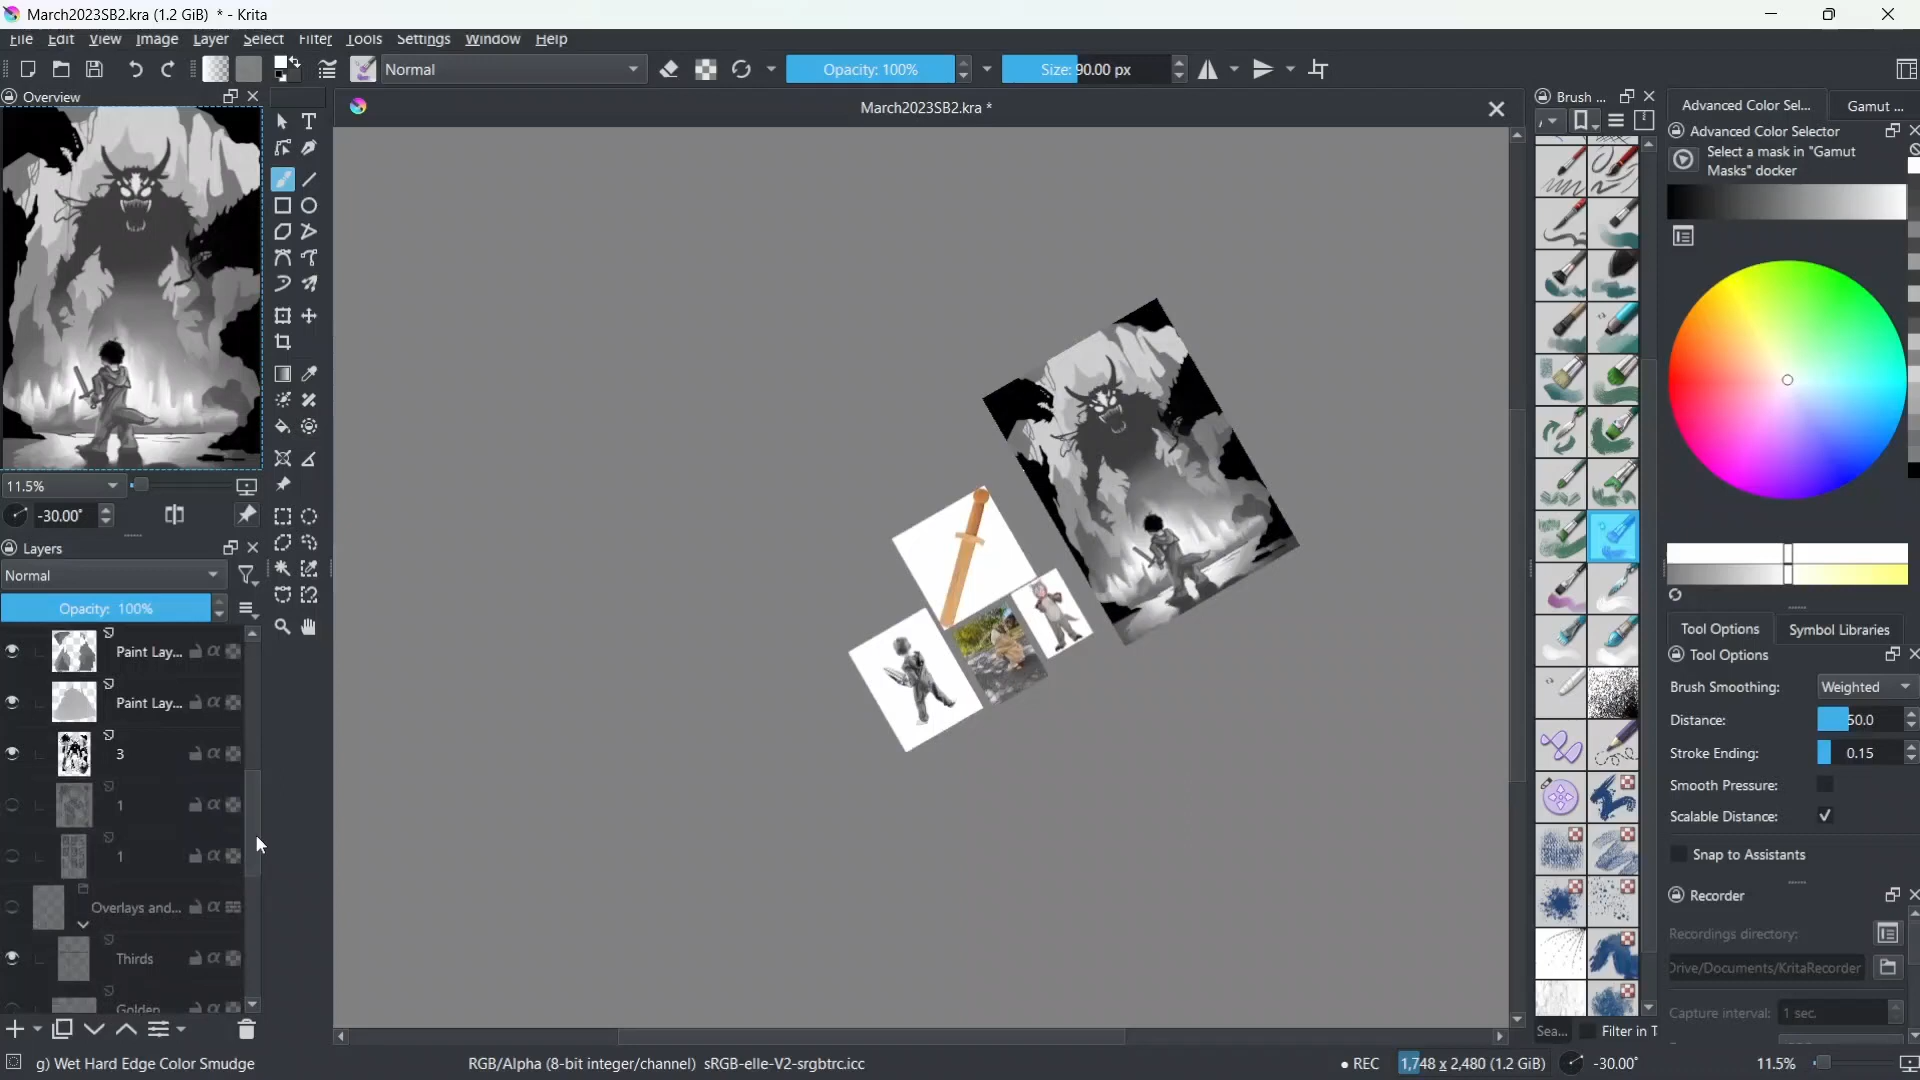 March2023SB2.kra (1.2 GiB) * - Krita
File Edit View Image Layer Select Filter Tools Settings Window Help
Normal
Opacity: 100%
Size: 90.00 px
Overview
March2023SB2.kra *
Brush ...
Advanced Color Sel...
Gamut ...
Advanced Color Selector
Select a mask in "Gamut
Masks" docker
11.5%
-30.00°
Layers
Normal
Opacity: 100%
Paint Lay...
Paint Lay...
3
1
1
Overlays and...
Thirds
Golden
Tool Options
Symbol Libraries
Tool Options
Brush Smoothing: Weighted
Distance: 50.0
Stroke Ending: 0.15
Smooth Pressure:
Scalable Distance:
Snap to Assistants
Recorder
Recordings directory:
Drive/Documents/KritaRecorder
Capture interval: 1 sec.
Sea...
Filter in T
g) Wet Hard Edge Color Smudge
RGB/Alpha (8-bit integer/channel) sRGB-elle-V2-srgbtrc.icc
• REC
1,748 x 2,480 (1.2 GiB)
-30.00°
11.5%